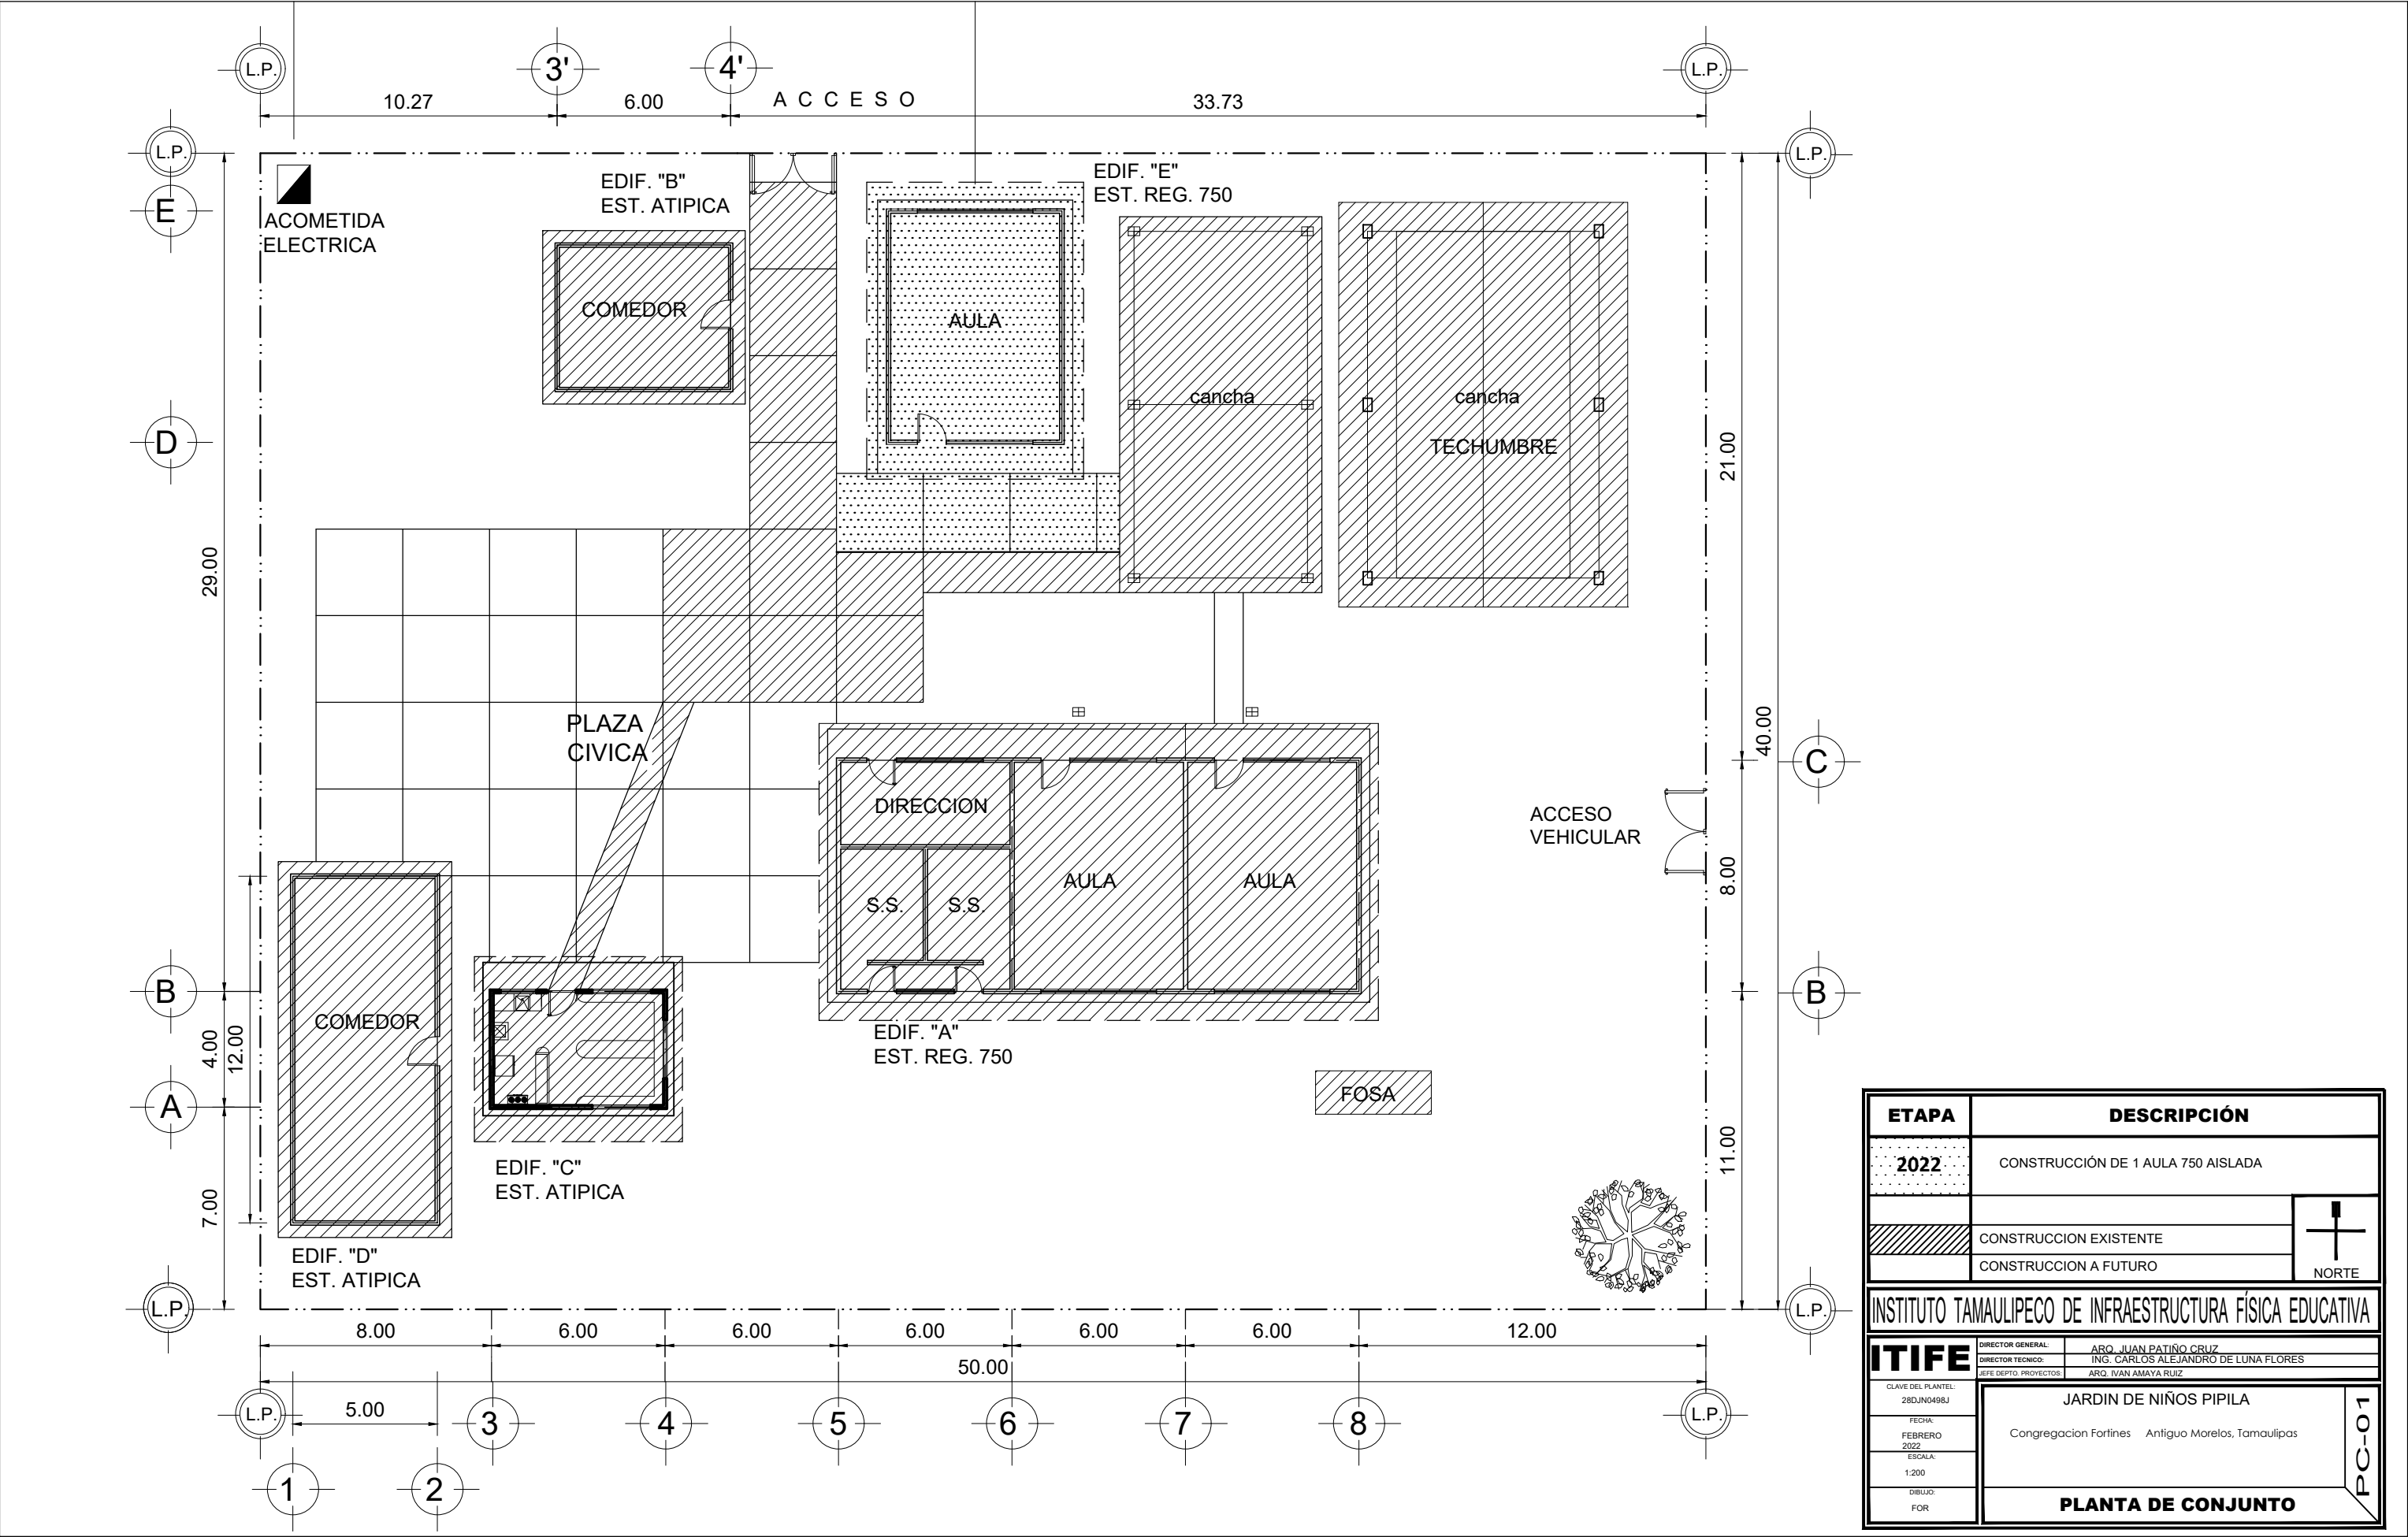 L.P.
3'
4'
L.P.
10.27
6.00
A C C E S O
33.73
L.P.
L.P.
E
ACOMETIDA
ELECTRICA
EDIF. "B"
EST. ATIPICA
EDIF. "E"
EST. REG. 750
COMEDOR
AULA
cancha
cancha
TECHUMBRE
D
21.00
29.00
40.00
PLAZA
CIVICA
C
DIRECCION
ACCESO
VEHICULAR
8.00
AULA
AULA
S.S.
S.S.
B
B
COMEDOR
4.00
12.00
EDIF. "A"
EST. REG. 750
FOSA
A
11.00
EDIF. "C"
EST. ATIPICA
7.00
EDIF. "D"
EST. ATIPICA
L.P.
L.P.
8.00
6.00
6.00
6.00
6.00
6.00
12.00
50.00
L.P.
5.00
3
4
5
6
7
8
L.P.
1
2
ETAPA
DESCRIPCIÓN
2022
CONSTRUCCIÓN DE 1 AULA 750 AISLADA
CONSTRUCCION EXISTENTE
CONSTRUCCION A FUTURO
NORTE
INSTITUTO TAMAULIPECO DE INFRAESTRUCTURA FÍSICA EDUCATIVA
ITIFE
DIRECTOR GENERAL:
ARQ. JUAN PATIÑO CRUZ
DIRECTOR TECNICO:
ING. CARLOS ALEJANDRO DE LUNA FLORES
JEFE DEPTO. PROYECTOS:
ARQ. IVAN AMAYA RUIZ
CLAVE DEL PLANTEL:
28DJN0498J
FECHA:
FEBRERO
2022
ESCALA:
1:200
DIBUJO:
FOR
JARDIN DE NIÑOS PIPILA
Congregacion Fortines Antiguo Morelos, Tamaulipas
PC-01
PLANTA DE CONJUNTO